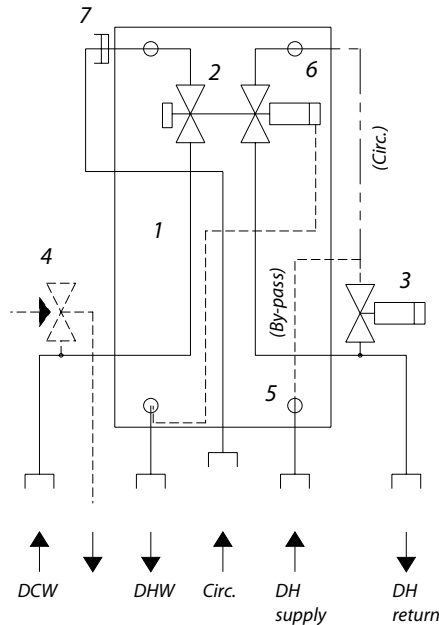 7
2
6
(Circ.)
1
4
(By-pass)
3
5
DCW
DHW
Circ.
DH
supply
DH
return